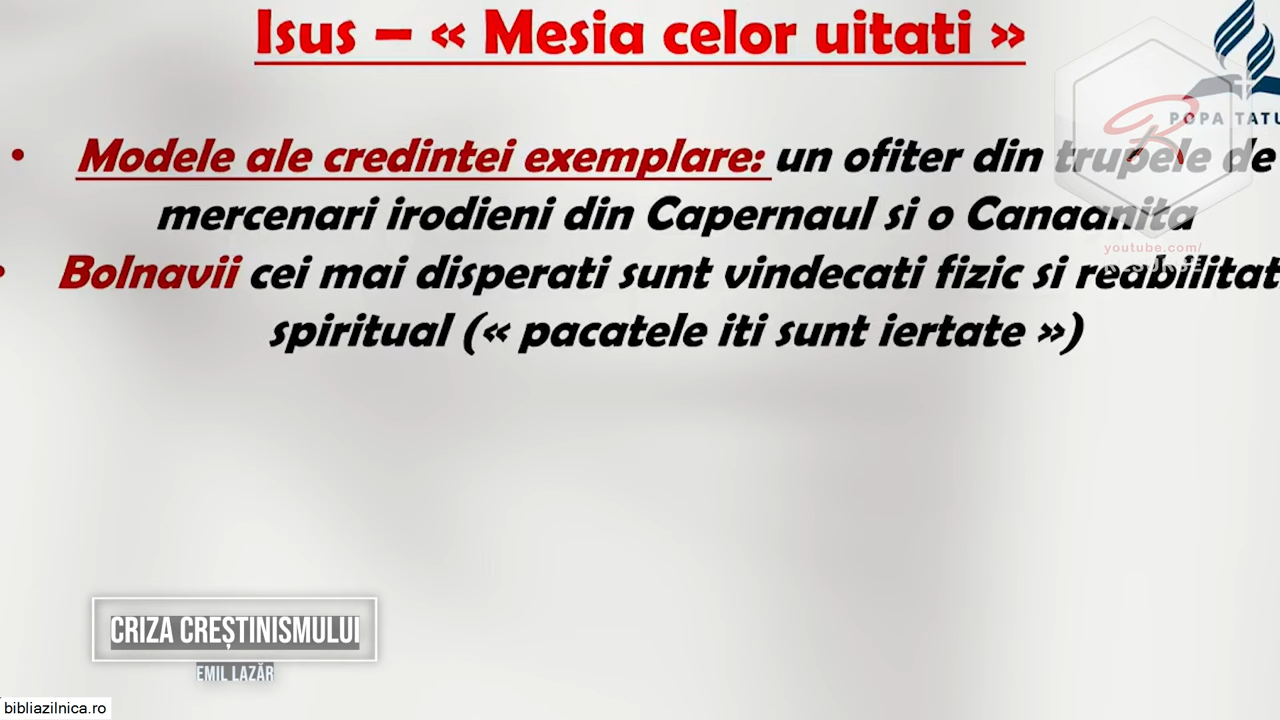 Isus – « Mesia celor uitati »
POPA TATU
• Modele ale credintei exemplare: un ofiter din trupele de
mercenari irodieni din Capernaul si o Canaanita
youtube.com/
RESURSE
• Bolnavii cei mai disperati sunt vindecati fizic si reabilitat
spiritual (« pacatele iti sunt iertate »)
CRIZA CREȘTINISMULUI
EMIL LAZĂR
bibliazilnica.ro